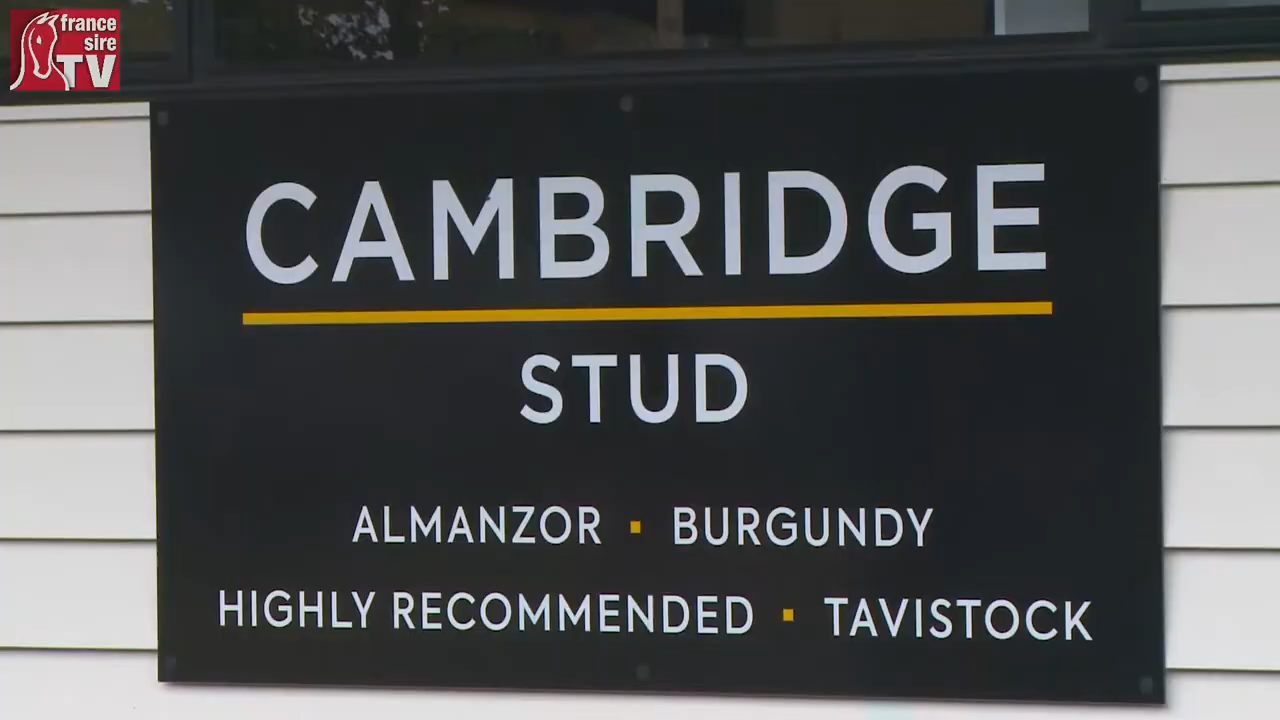 france
sire
TV
CAMBRIDGE
STUD
ALMANZOR ▪ BURGUNDY
HIGHLY RECOMMENDED ▪ TAVISTOCK